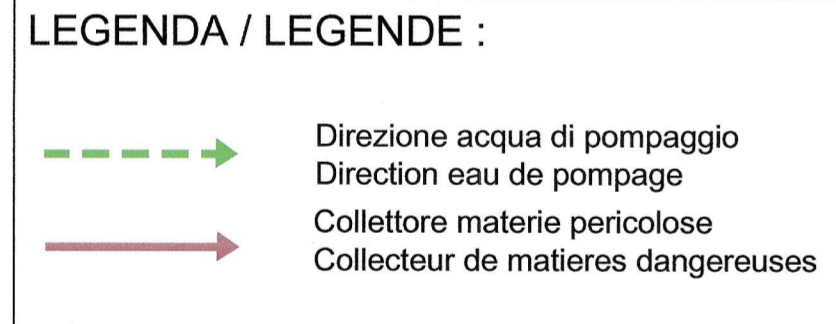 LEGENDA / LEGENDE :
Direzione acqua di pompaggio
Direction eau de pompage
Collettore materie pericolose
Collecteur de matieres dangereuses